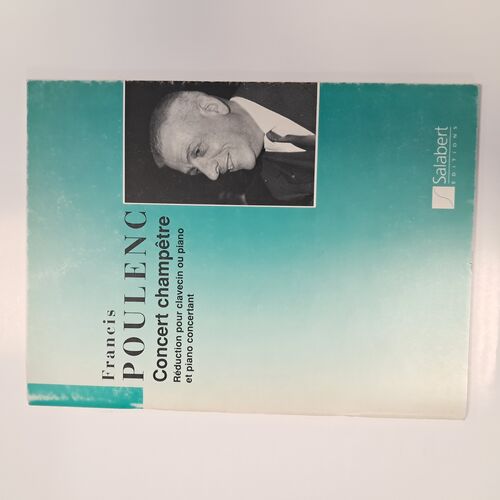 Francis
POULENC
Concert champêtre
Réduction pour clavecin ou piano
et piano concertant
Salabert
EDITIONS